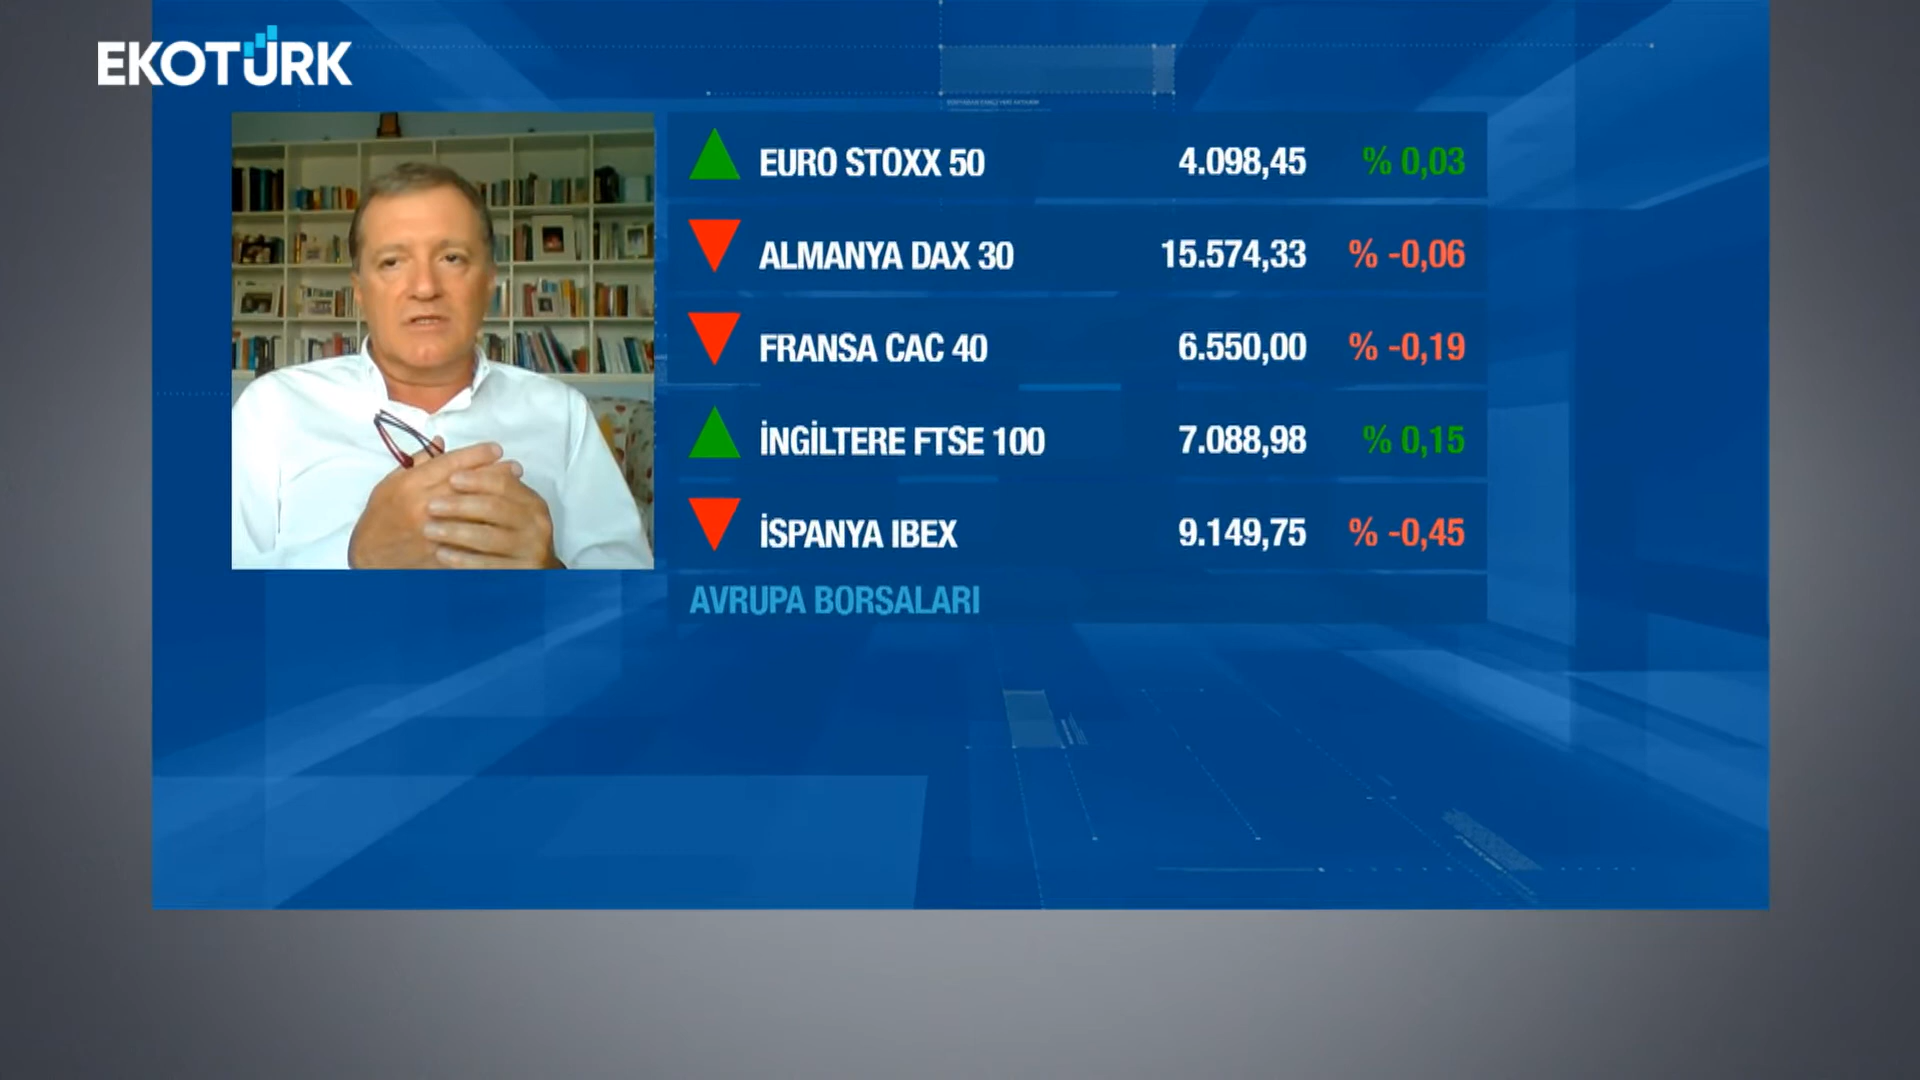 EKOTÜRK
EURO STOXX 50 4.098,45 % 0,03
ALMANYA DAX 30 15.574,33 % -0,06
FRANSA CAC 40 6.550,00 % -0,19
İNGİLTERE FTSE 100 7.088,98 % 0,15
İSPANYA IBEX 9.149,75 % -0,45
AVRUPA BORSALARI